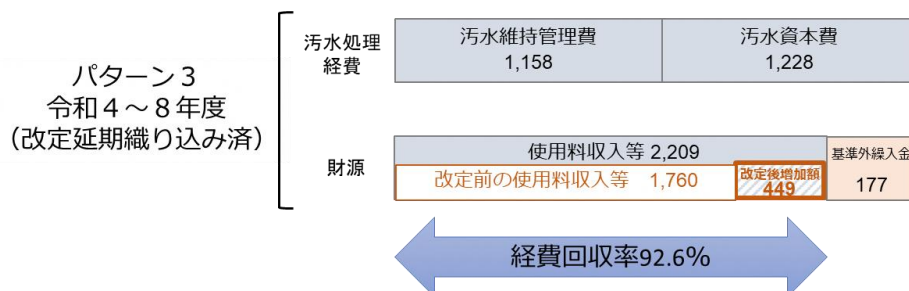 パターン３
令和４～８年度
（改定延期織り込み済）
汚水処理
経費
汚水維持管理費
1,158
汚水資本費
1,228
財源
使用料収入等 2,209
改定前の使用料収入等　1,760
改定後増加額
449
基準外繰入金
177
経費回収率92.6%